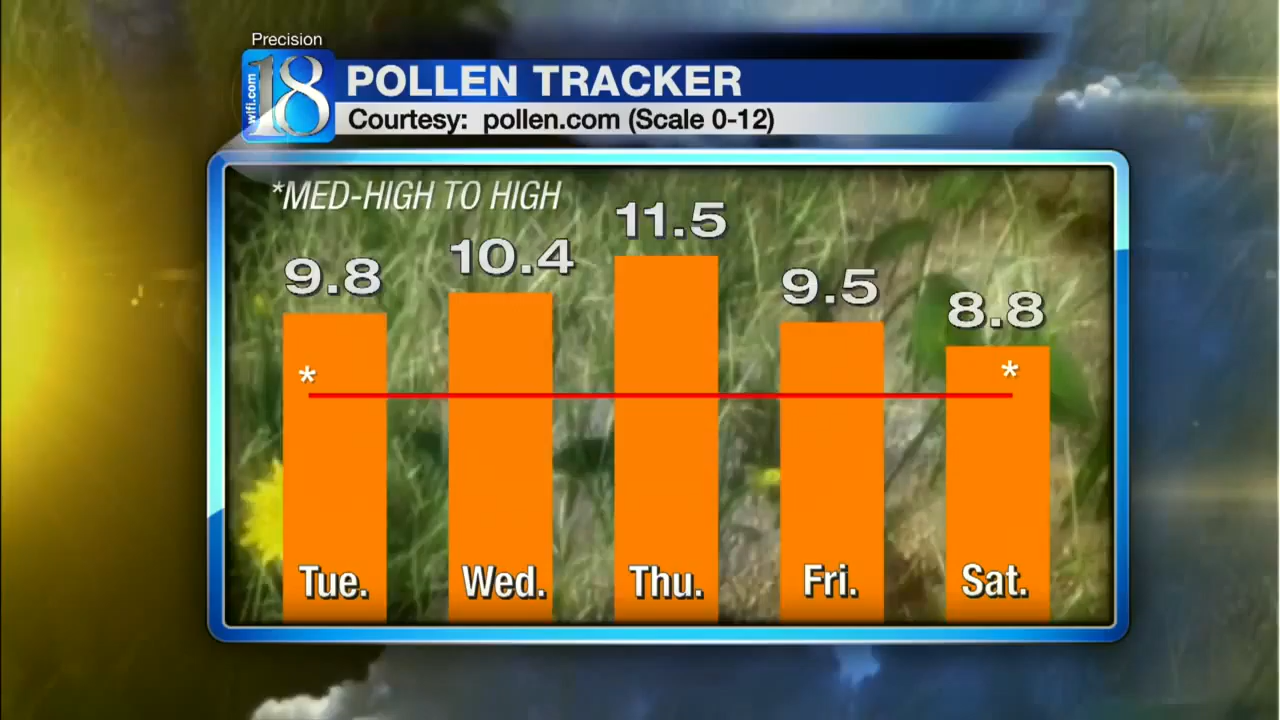 Precision
wlfi.com
18
POLLEN TRACKER
Courtesy: pollen.com (Scale 0-12)
*MED-HIGH TO HIGH
9.8
10.4
11.5
9.5
8.8
*
*
Tue.
Wed.
Thu.
Fri.
Sat.